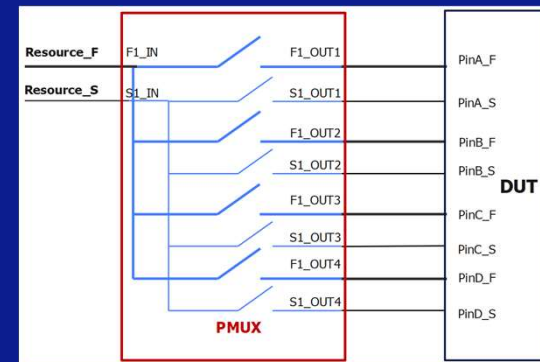 Resource_F F1_IN F1_OUT1 PinA_F
Resource_S S1_IN S1_OUT1 PinA_S
F1_OUT2 PinB_F
S1_OUT2 PinB_S
DUT
F1_OUT3 PinC_F
S1_OUT3 PinC_S
F1_OUT4 PinD_F
S1_OUT4 PinD_S
PMUX